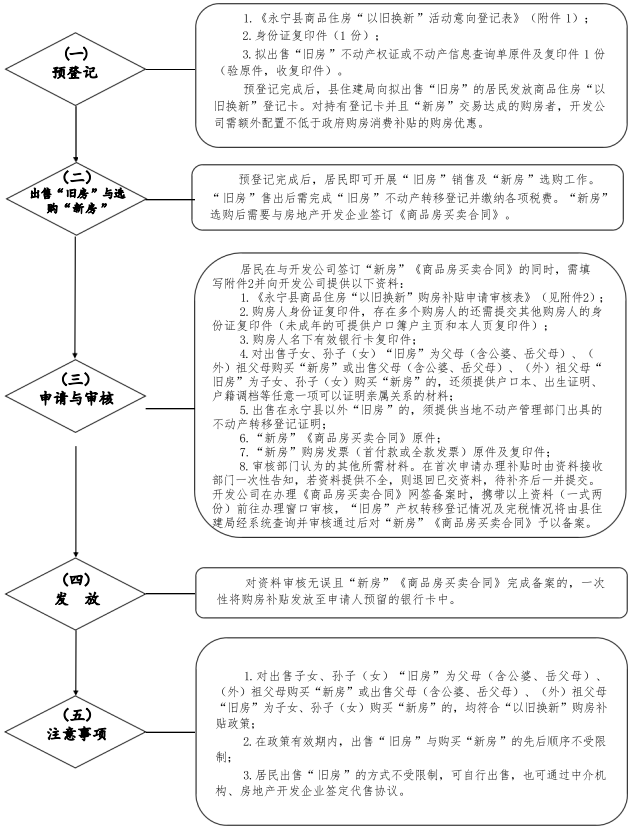 （一）
预登记
1.《永宁县商品住房“以旧换新”活动意向登记表》（附件 1）；
2.身份证复印件（1 份）；
3.拟出售“旧房”不动产权证或不动产信息查询单原件及复印件 1 份
（验原件，收复印件）。
预登记完成后，县住建局向拟出售“旧房”的居民发放商品住房“以
旧换新”登记卡。对持有登记卡并且“新房”交易达成的购房者，开发公
司需额外配置不低于政府购房消费补贴的购房优惠。
（二）
出售“旧房”与选
购“新房”
预登记完成后，居民即可开展“旧房”销售及“新房”选购工作。
“旧房”售出后需完成“旧房”不动产转移登记并缴纳各项税费。“新房”
选购后需要与房地产开发企业签订《商品房买卖合同》。
（三）
申请与审核
居民在与开发公司签订“新房”《商品房买卖合同》的同时，需填
写附件2并向开发公司提供以下资料：
1.《永宁县商品住房“以旧换新”购房补贴申请审核表》（见附件2）；
2.购房人身份证复印件，存在多个购房人的还需提交其他购房人的身
份证复印件（未成年的可提供户口簿户主页和本人页复印件）；
3.购房人名下有效银行卡复印件；
4.对出售子女、孙子（女）“旧房”为父母（含公婆、岳父母）、（
外）祖父母购买“新房”或出售父母（含公婆、岳父母）、（外）祖父母“
旧房”为子女、孙子（女）购买“新房”的，还须提供户口本、出生证明、
户籍调档等任意一项可以证明亲属关系的材料；
5.出售在永宁县以外“旧房”的，须提供当地不动产管理部门出具的
不动产转移登记证明；
6.“新房”《商品房买卖合同》原件；
7.“新房”购房发票（首付款或全款发票）原件及复印件；
8.审核部门认为的其他所需材料。在首次申请办理补贴时由资料接收
部门一次性告知，若资料提供不全，则退回已交资料，待补齐后一并提交。
开发公司在办理《商品房买卖合同》网签备案时，携带以上资料（一式两
份）前往办理窗口审核，“旧房”产权转移登记情况及完税情况将由县住
建局经系统查询并审核通过后对“新房”《商品房买卖合同》予以备案。
（四）
发 放
对资料审核无误且“新房”《商品房买卖合同》完成备案的，一次
性将购房补贴发放至申请人预留的银行卡中。
（五）
注意事项
1.对出售子女、孙子（女）“旧房”为父母（含公婆、岳父母）、
（外）祖父母购买“新房”或出售父母（含公婆、岳父母）、（外）祖父母
“旧房”为子女、孙子（女）购买“新房”的，均符合“以旧换新”购房补
贴政策；
2.在政策有效期内，出售“旧房”与购买“新房”的先后顺序不受限
制；
3.居民出售“旧房”的方式不受限制，可自行出售，也可通过中介机
构、房地产开发企业签定代售协议。